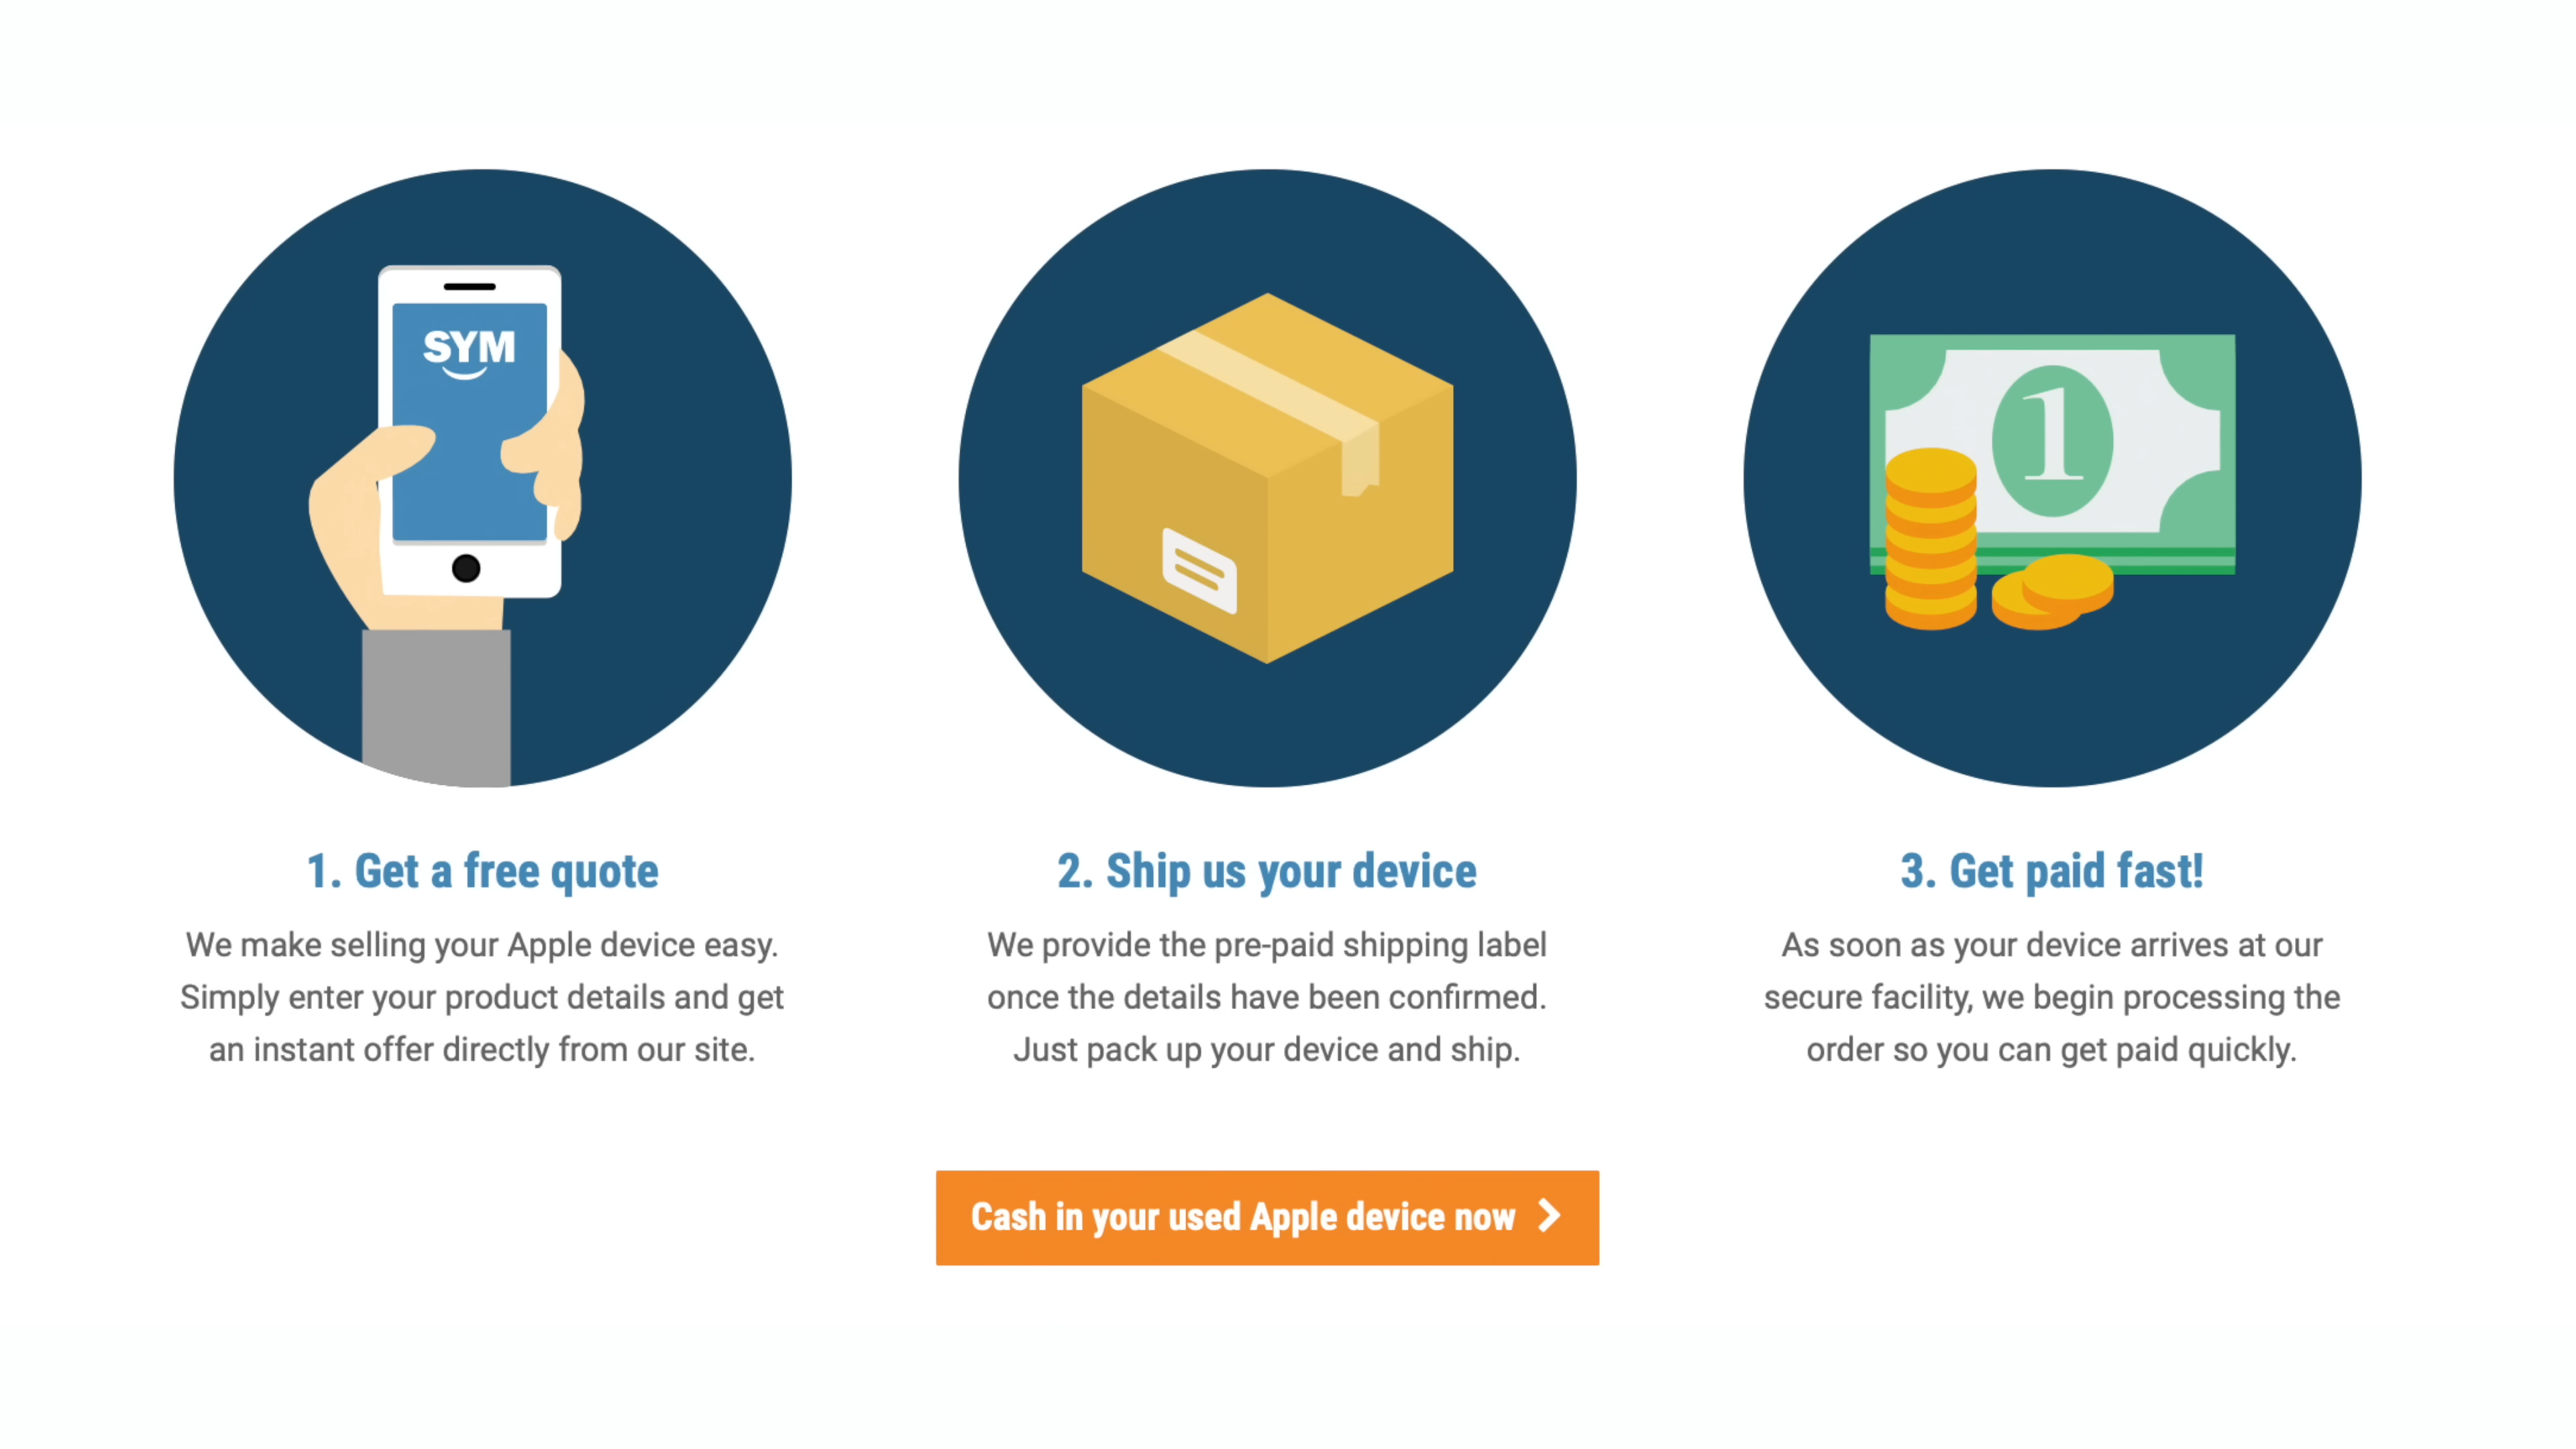 SYM
1
1. Get a free quote
We make selling your Apple device easy.
Simply enter your product details and get
an instant offer directly from our site.
2. Ship us your device
We provide the pre-paid shipping label
once the details have been confirmed.
Just pack up your device and ship.
3. Get paid fast!
As soon as your device arrives at our
secure facility, we begin processing the
order so you can get paid quickly.
Cash in your used Apple device now